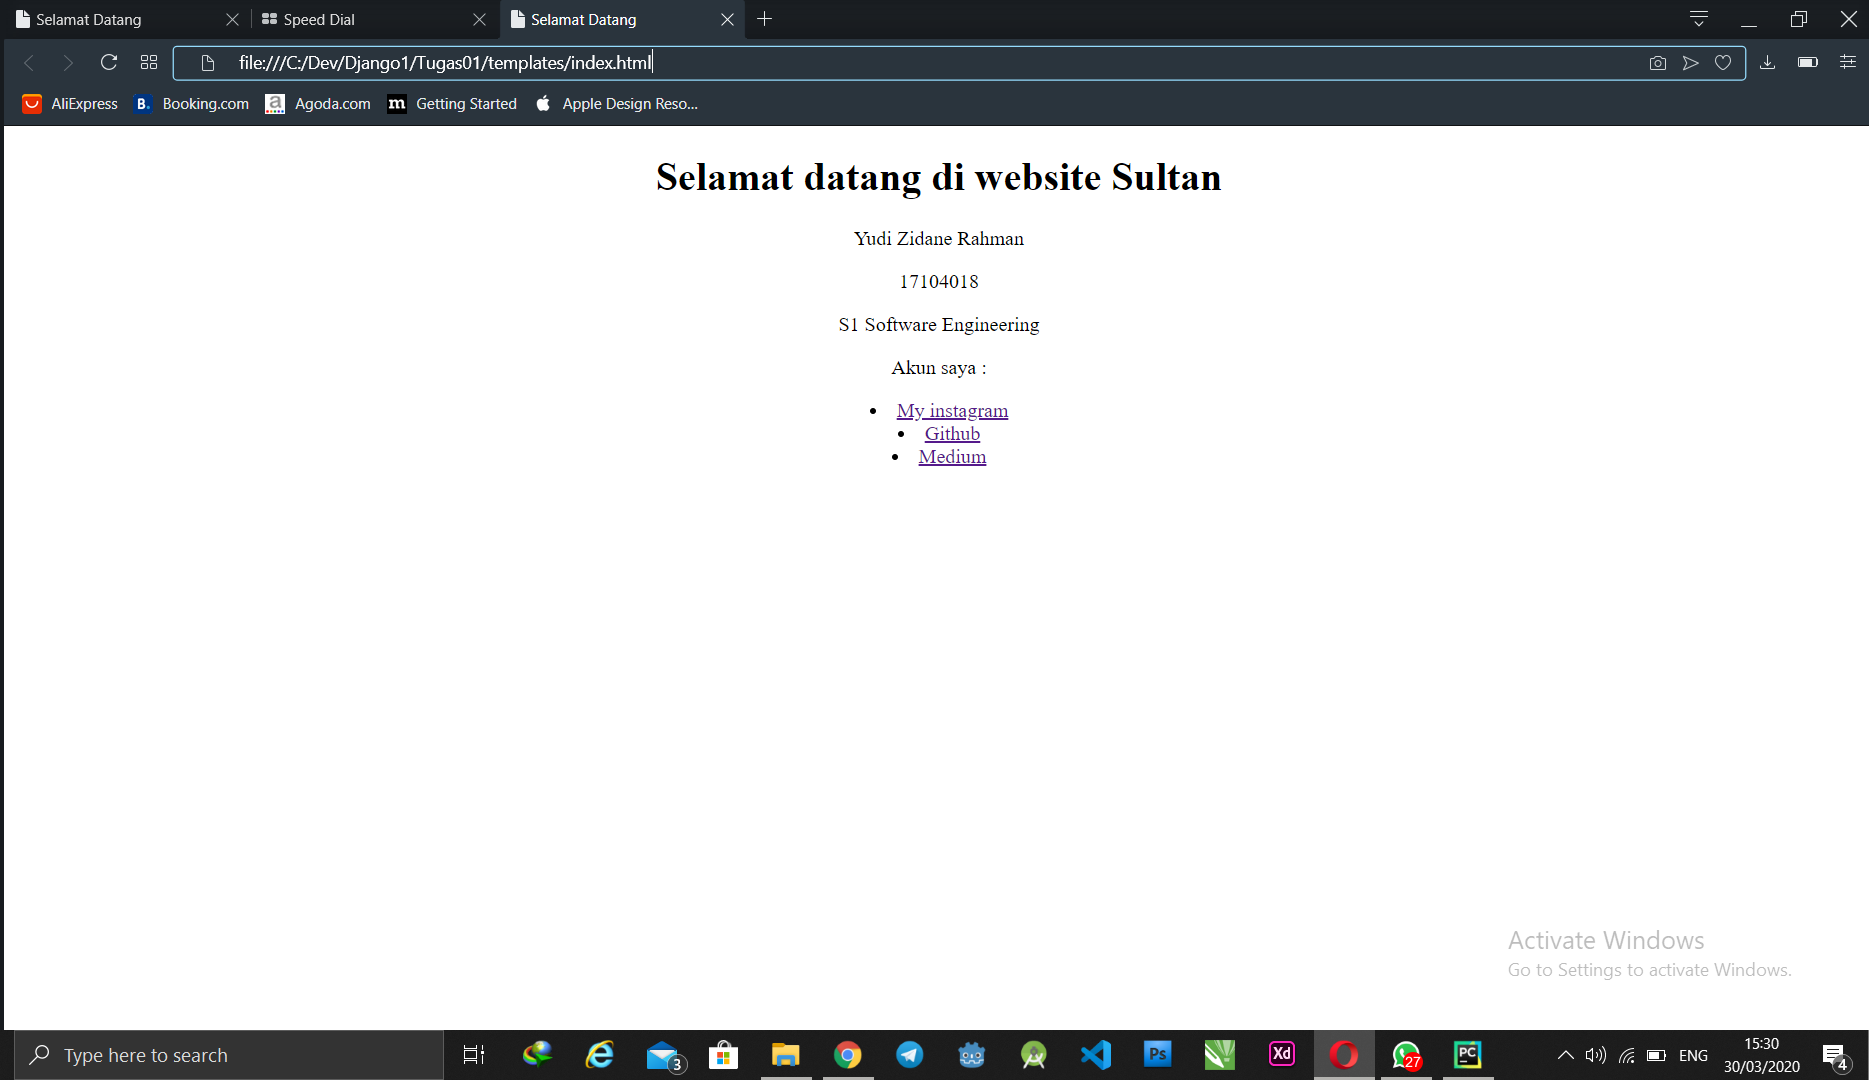 Selamat Datang
Speed Dial
Selamat Datang
file:///C:/Dev/Django1/Tugas01/templates/index.html
AliExpress
B. Booking.com
a Agoda.com
m Getting Started
Apple Design Reso...
Selamat datang di website Sultan
Yudi Zidane Rahman
17104018
S1 Software Engineering
Akun saya :
• My instagram
• Github
• Medium
Activate Windows
Go to Settings to activate Windows.
Type here to search
3
Ps
Xd
27
PC
ENG
15:30
30/03/2020
4